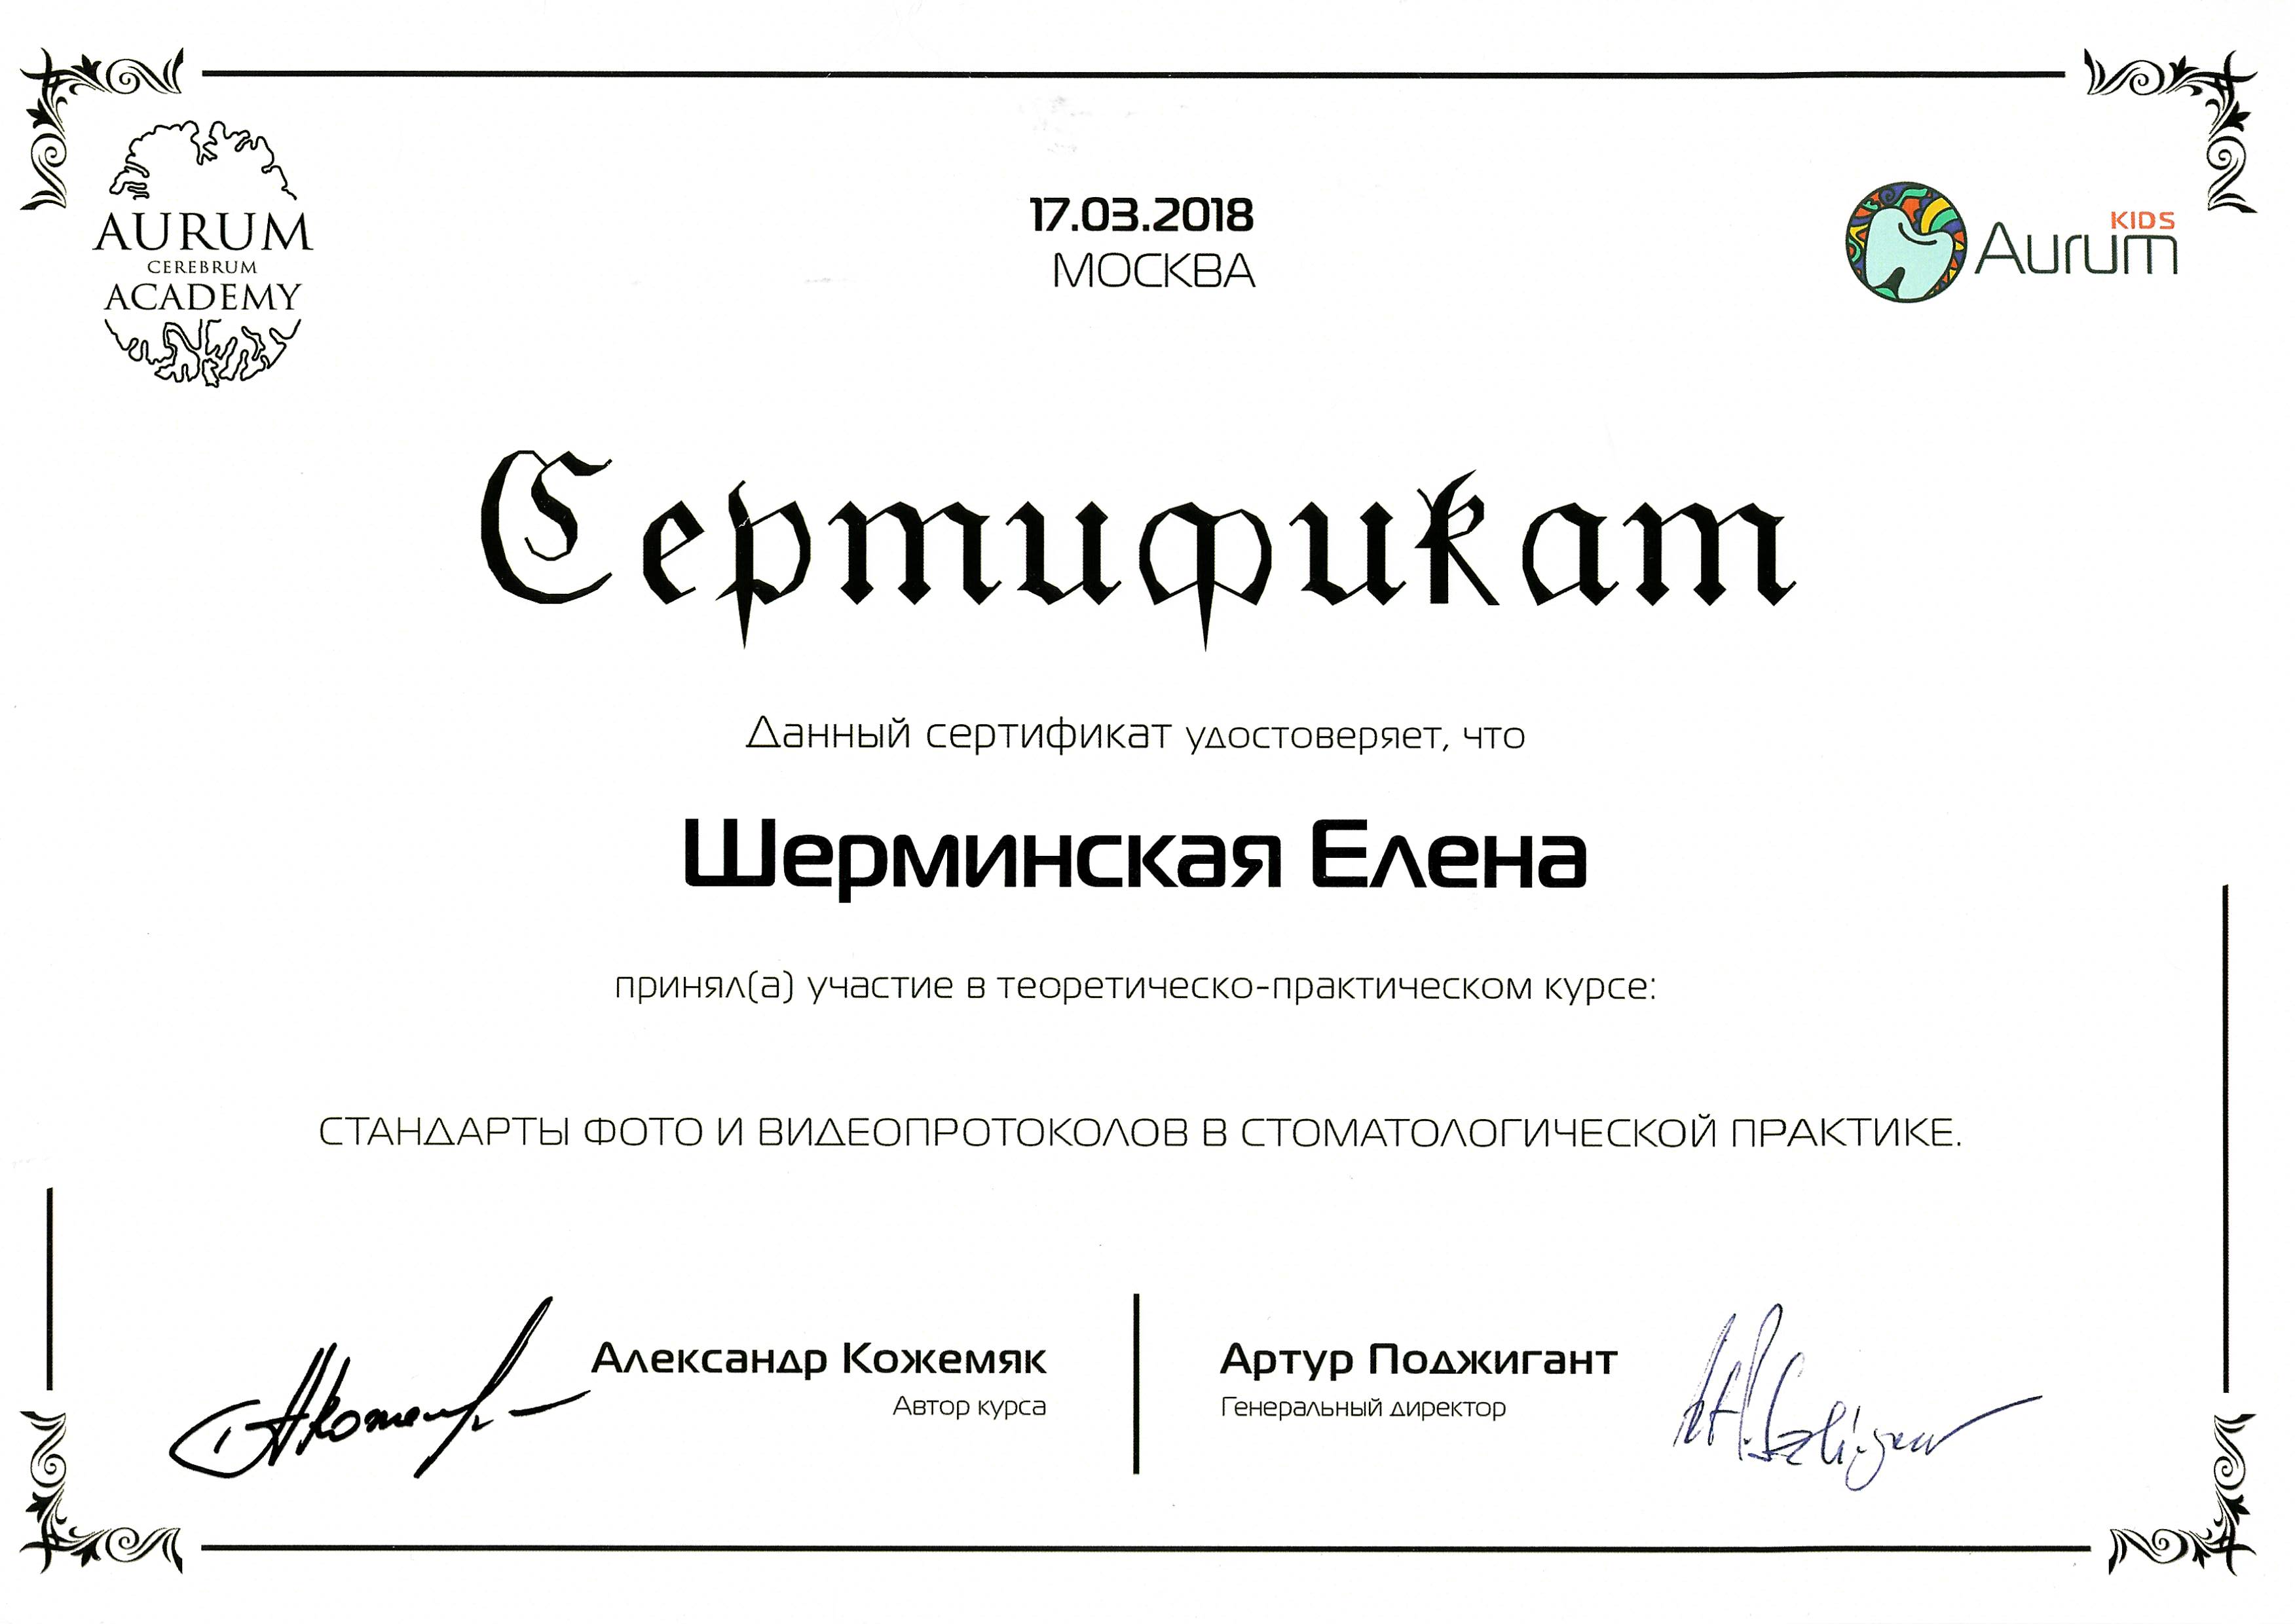 AURUM
CEREBRUM
ACADEMY
17.03.2018
МОСКВА
KIDS
Aurum
Сертификат
Данный сертификат удостоверяет, что
Шерминская Елена
принял(а) участие в теоретическо-практическом курсе:
СТАНДАРТЫ ФОТО И ВИДЕОПРОТОКОЛОВ В СТОМАТОЛОГИЧЕСКОЙ ПРАКТИКЕ.
Александр Кожемяк
Автор курса
Артур Поджигант
Генеральный директор